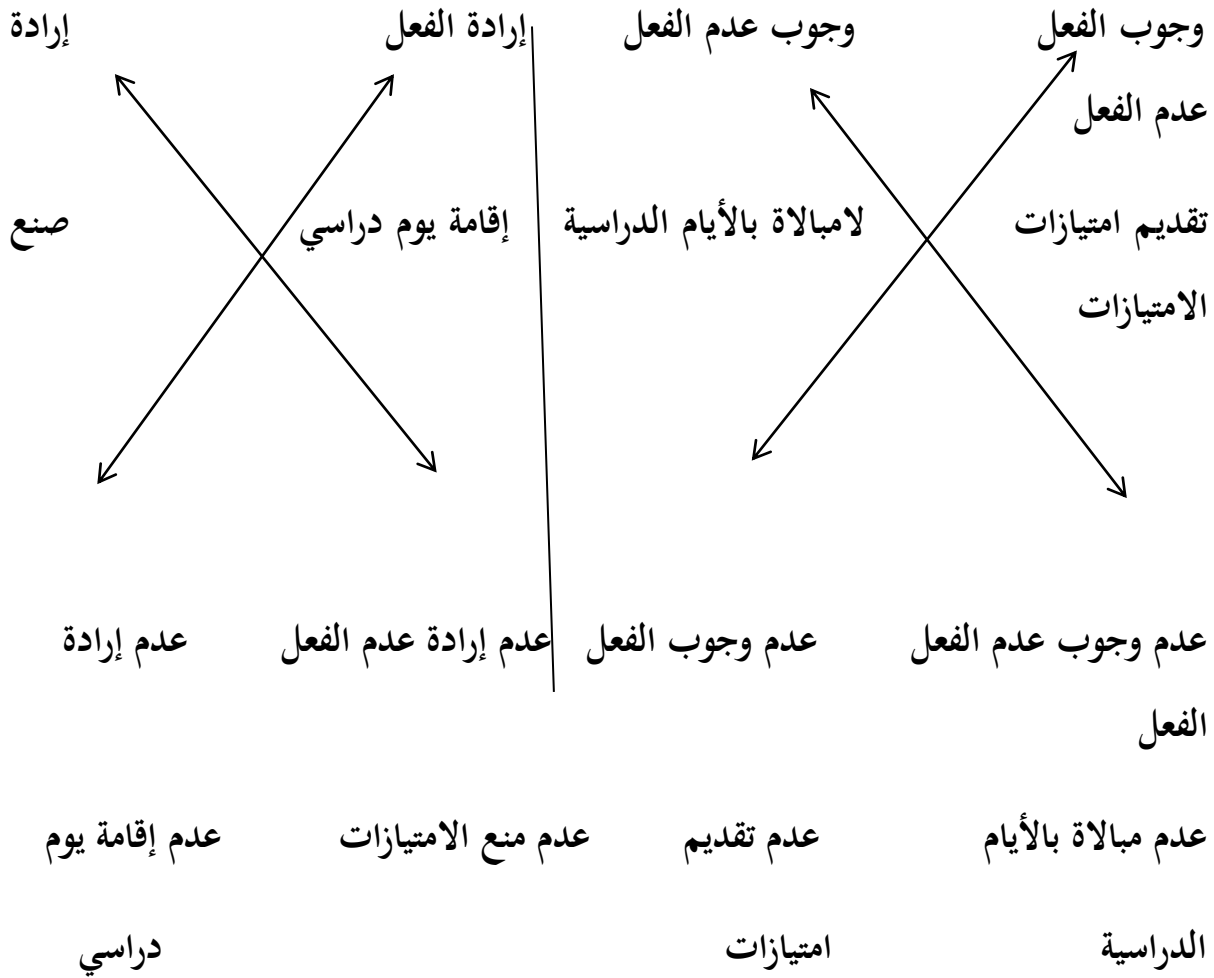 وجوب الفعل وجوب عدم الفعل إرادة الفعل إرادة
عدم الفعل
تقديم امتيازات لامبالاة بالأيام الدراسية إقامة يوم دراسي صنع
الامتيازات
عدم وجوب عدم الفعل عدم وجوب الفعل عدم إرادة عدم الفعل عدم إرادة
الفعل
عدم مبالاة بالأيام عدم تقديم عدم منع الامتيازات عدم إقامة يوم
الدراسية امتيازات دراسي